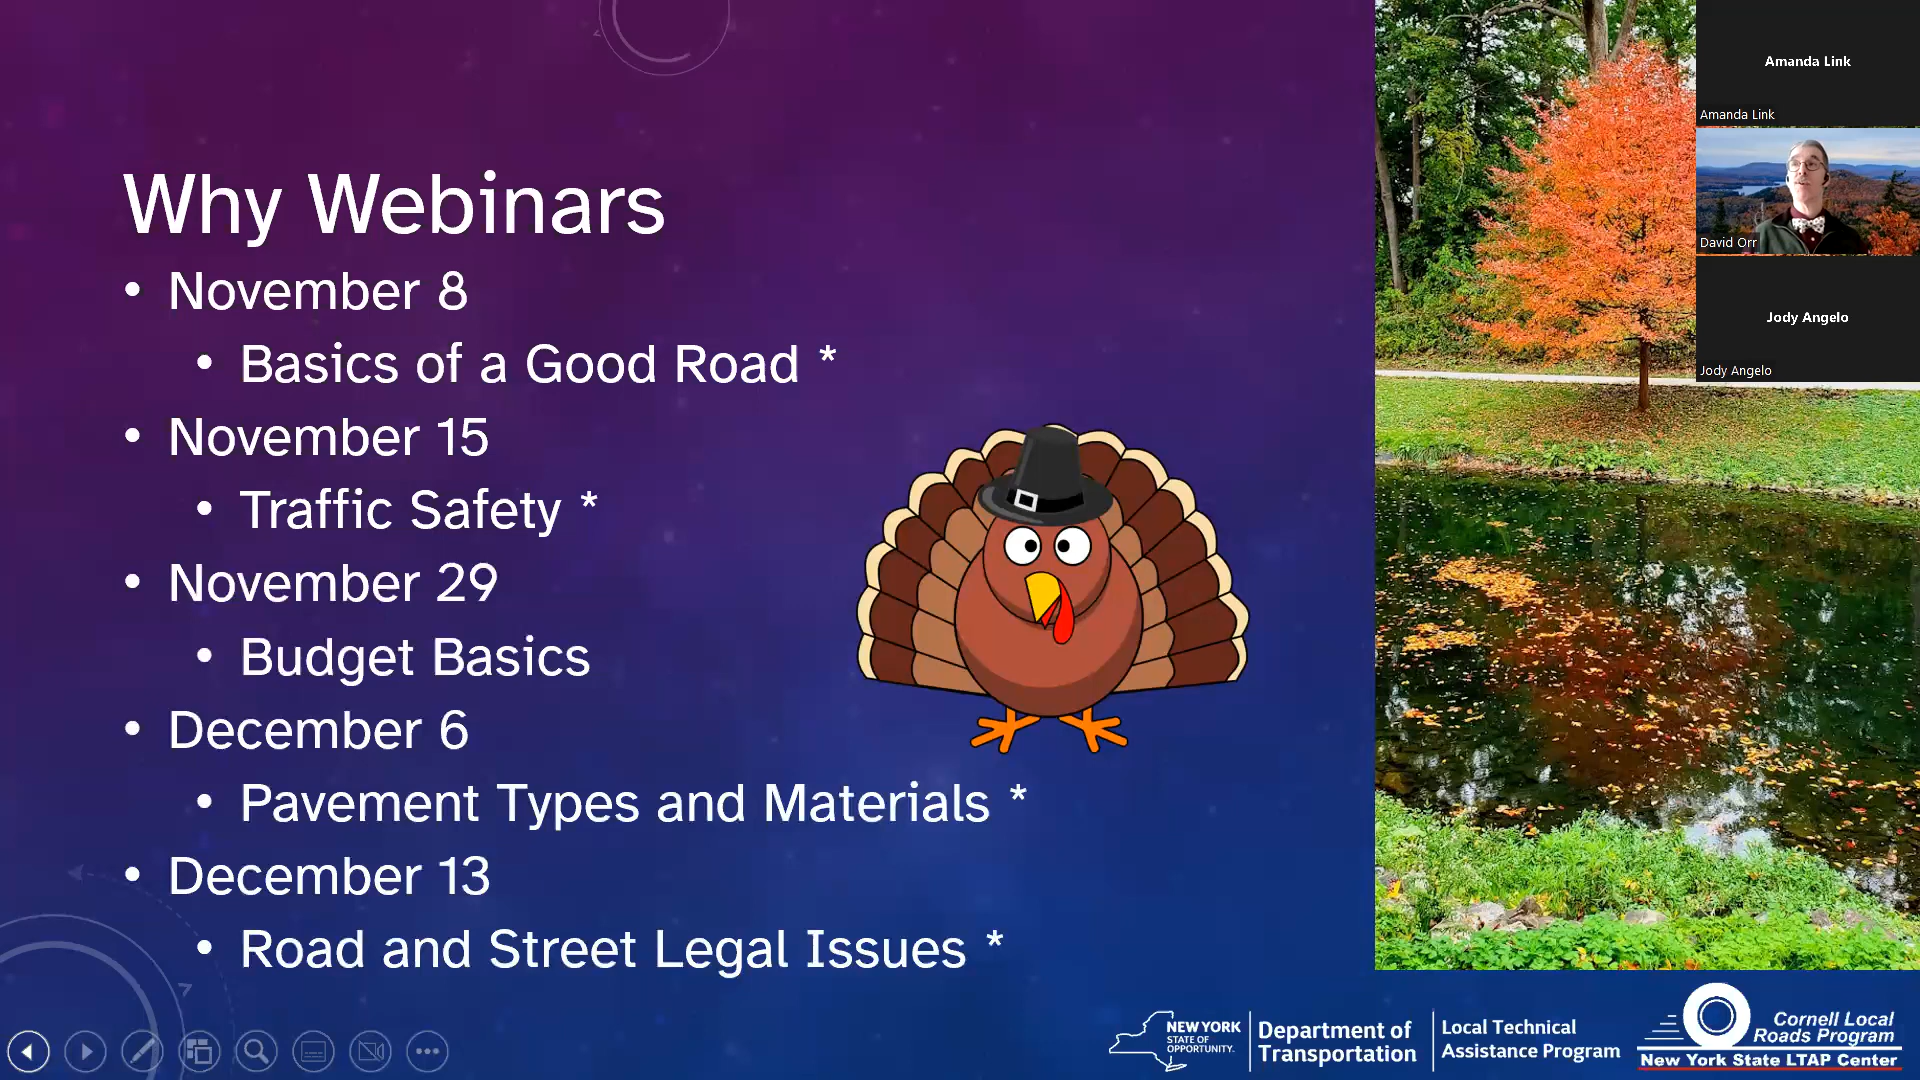 Why Webinars
• November 8
• Basics of a Good Road *
• November 15
• Traffic Safety *
• November 29
• Budget Basics
• December 6
• Pavement Types and Materials *
• December 13
• Road and Street Legal Issues *
Amanda Link
Amanda Link
David Orr
Jody Angelo
Jody Angelo
NEW YORK
STATE OF
OPPORTUNITY.
Department of
Transportation
Local Technical
Assistance Program
Cornell Local
Roads Program
New York State LTAP Center